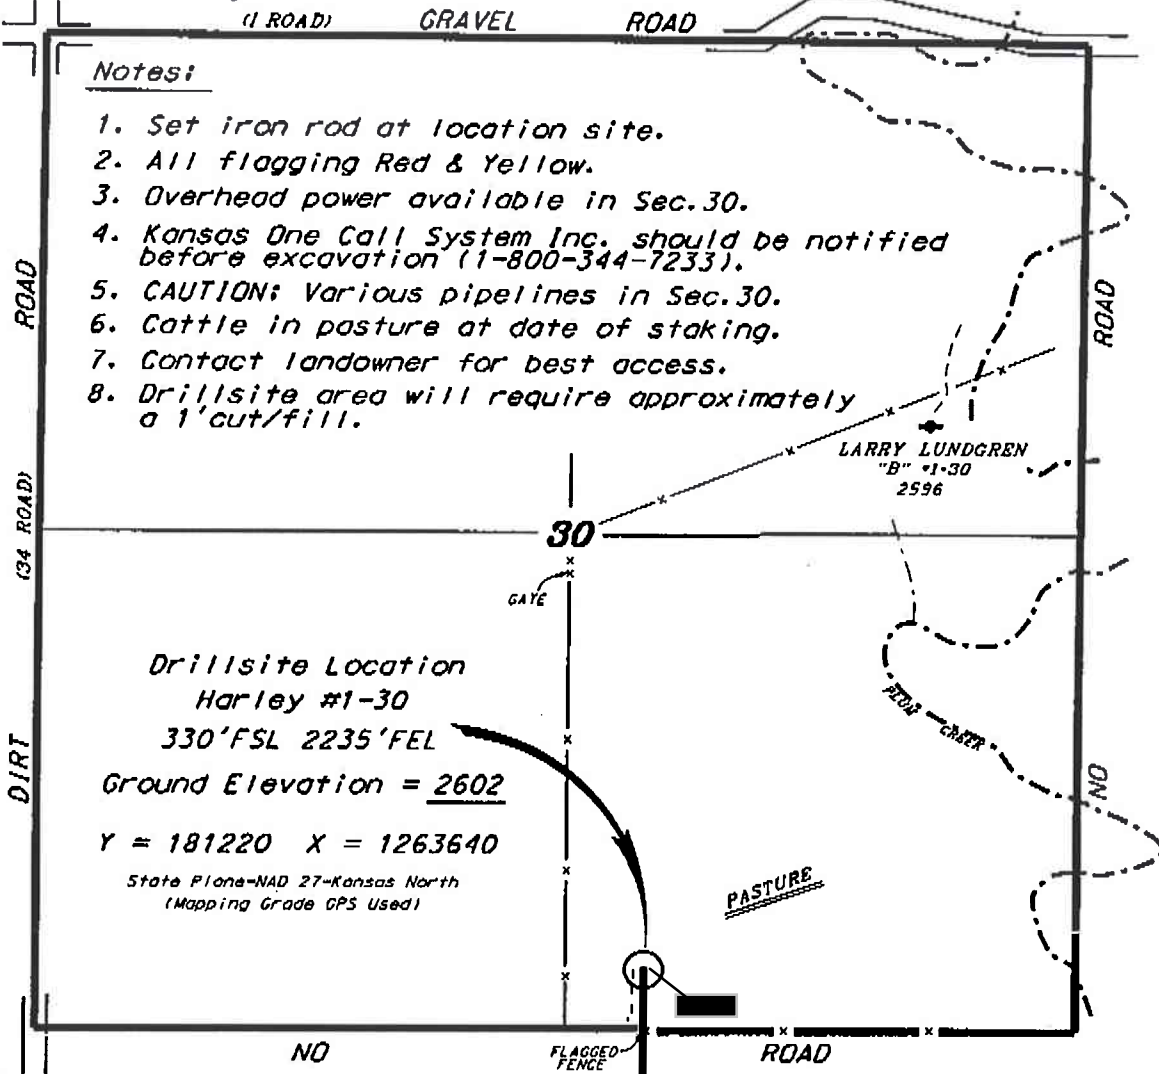 (I ROAD) GRAVEL ROAD
Notes:
1. Set iron rod at location site.
2. All flagging Red & Yellow.
3. Overhead power available in Sec.30.
4. Kansas One Call System Inc. should be notified
before excavation (1-800-344-7233).
5. CAUTION: Various pipelines in Sec.30.
6. Cattle in pasture at date of staking.
7. Contact landowner for best access.
8. Drillsite area will require approximately
a 1'cut/fill.
ROAD
(34 ROAD)
DIRT
ROAD
NO
LARRY LUNDGREN
"B" #1-30
2596
30
GATE
Drillsite Location
Harley #1-30
330'FSL 2235'FEL
Ground Elevation = 2602
Y = 181220 X = 1263640
State Plane-NAD 27-Kansas North
(Mapping Grade GPS Used)
PLUM
CREEK
PASTURE
NO
FLAGGED
FENCE
ROAD